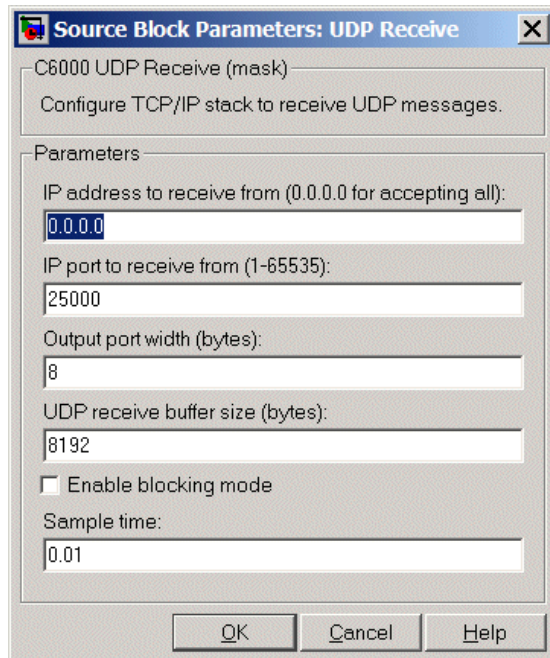 Source Block Parameters: UDP Receive
C6000 UDP Receive (mask)
Configure TCP/IP stack to receive UDP messages.
Parameters
IP address to receive from (0.0.0.0 for accepting all):
0.0.0.0
IP port to receive from (1-65535):
25000
Output port width (bytes):
8
UDP receive buffer size (bytes):
8192
Enable blocking mode
Sample time:
0.01
OK Cancel Help